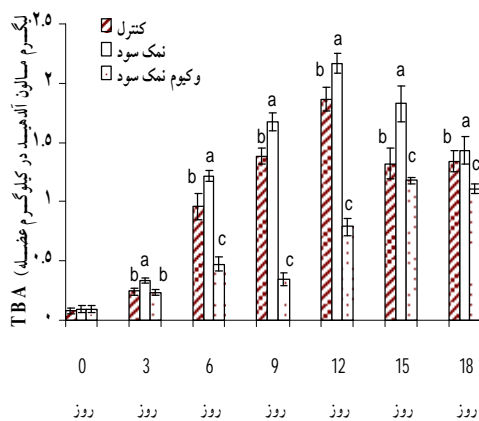 کنترل
نمک سود
وکیوم نمک سود
یلگرم مالون آلدهید در کیلوگرم عضله) TBA
۲.۵
۲
۱.۵
۱
۰.۵
۰
b a b
b a c
b a c
b a c
b a c
b a c
0 3 6 9 12 15 18
روز روز روز روز روز روز روز